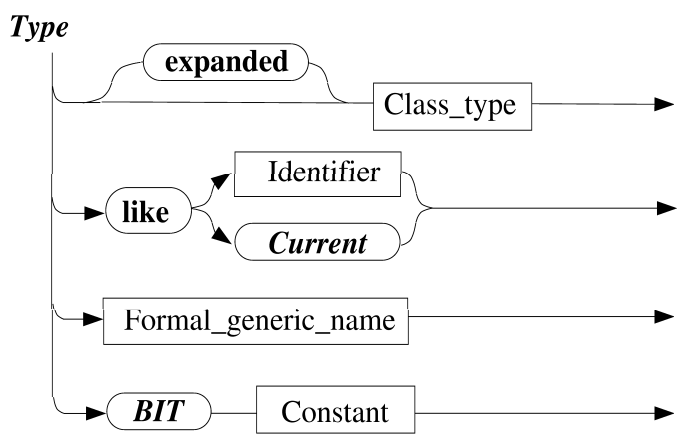 Type
expanded
Class_type
Identifier
like
Current
Formal_generic_name
BIT Constant